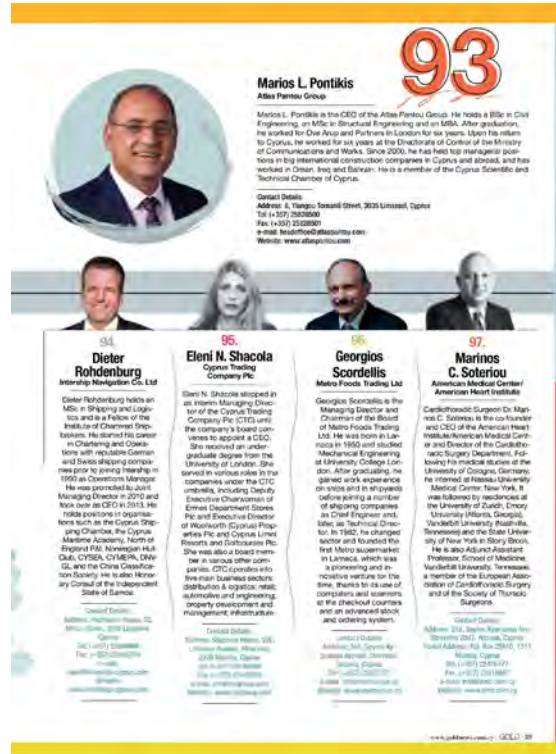 93
Marios L. Pontikis
Atlas Pantou Group
Marios L. Pontikis is the CEO of the Atlas Pantou Group. He holds a BSc in Civil
Engineering, an MSc in Structural Engineering and an MBA. After graduation,
he worked for Ove Arup and Partners in London for six years. Upon his return
to Cyprus, he worked for six years at the Directorate of Control of the Ministry
of Communications and Works. Since 2000, he has held top managerial posi-
tions in big international construction companies in Cyprus and abroad, and has
worked in Oman, Iraq and Bahrain. He is a member of the Cyprus Scientific and
Technical Chamber of Cyprus.
Contact Details:
Street, Limassol, Cyprus
Tel: (+357) 25828500
Fax: (+357) 25828501
e-mail: headoffice@atlaspantou.com
Website: www.atlaspantou.com
94.
Dieter
Rohdenburg
Intership Navigation Co. Ltd
Dieter Rohdenburg holds an
MSc in Shipping and Logis-
tics and is a Fellow of the
Institute of Chartered Ship-
brokers. He started his career
in Chartering and Opera-
tions with reputable German
and Swiss shipping compa-
nies prior to joining Intership in
1990 as Operations Manager.
He was promoted to Joint
Managing Director in 2010 and
took over as CEO in 2013. He
holds positions in organisa-
tions such as the Cyprus Ship-
ping Chamber, the Cyprus
Maritime Academy, North of
England P&I, Norwegian Hull
Club, CYSEA, CYMEPA, DNV-
GL and the China Classifica-
tion Society. He is also Honor-
ary Consul of the Independent
State of Samoa.
Contact Details:
95.
Eleni N. Shacola
Cyprus Trading
Company Plc
Eleni N. Shacola stepped in
as Interim Managing Direc-
tor of the Cyprus Trading
Company Plc (CTC) until
the company's board con-
venes to appoint a CEO.
She received an under-
graduate degree from the
University of London. She
served in various roles in the
companies under the CTC
umbrella, including Deputy
Executive Chairwoman of
Ermes Department Stores
Plc and Executive Director
of Woolworth (Cyprus) Prop-
erties Plc and Cyprus Limni
Resorts and Golfcourses Plc.
She was also a board mem-
ber in various other com-
panies. CTC operates into
five main business sectors:
distribution & logistics; retail;
automotive and engineering;
property development and
management; infrastructure
Contact Details:
96.
Georgios
Scordellis
Metro Foods Trading Ltd
Georgios Scordellis is the
Managing Director and
Chairman of the Board
of Metro Foods Trading
Ltd. He was born in Lar-
naca in 1950 and studied
Mechanical Engineering
at University College Lon-
don. After graduating, he
gained work experience
on ships and in shipyards
before joining a number
of shipping companies
as Chief Engineer and,
later, as Technical Direc-
tor. In 1982, he changed
sector and founded the
first Metro supermarket
in Larnaca, which was
a pioneering and in-
novative venture for the
time, thanks to its use of
computers and scanners
at the checkout counters
and an advanced stock
and ordering system.
Contact Details:
97.
Marinos
C. Soteriou
American Medical Center/
American Heart Institute
Cardiothoracic Surgeon Dr. Mari-
nos C. Soteriou is the co-founder
and CEO of the American Heart
Institute/American Medical Cent-
er and Director of the Cardiotho-
racic Surgery Department. Fol-
lowing his medical studies at the
University of Cologne, Germany,
he interned at Nassau University
Medical Center, New York. It
was followed by residencies at
the University of Zurich, Emory
University (Atlanta, Georgia),
Vanderbilt University (Nashville,
Tennessee) and the State Univer-
sity of New York in Stony Brook.
He is also Adjunct Assistant
Professor, School of Medicine,
Vanderbilt University, Tennessee,
a member of the European Asso-
ciation of Cardiothoracic Surgery
and of the Society of Thoracic
Surgeons.
Contact Details:
GOLD